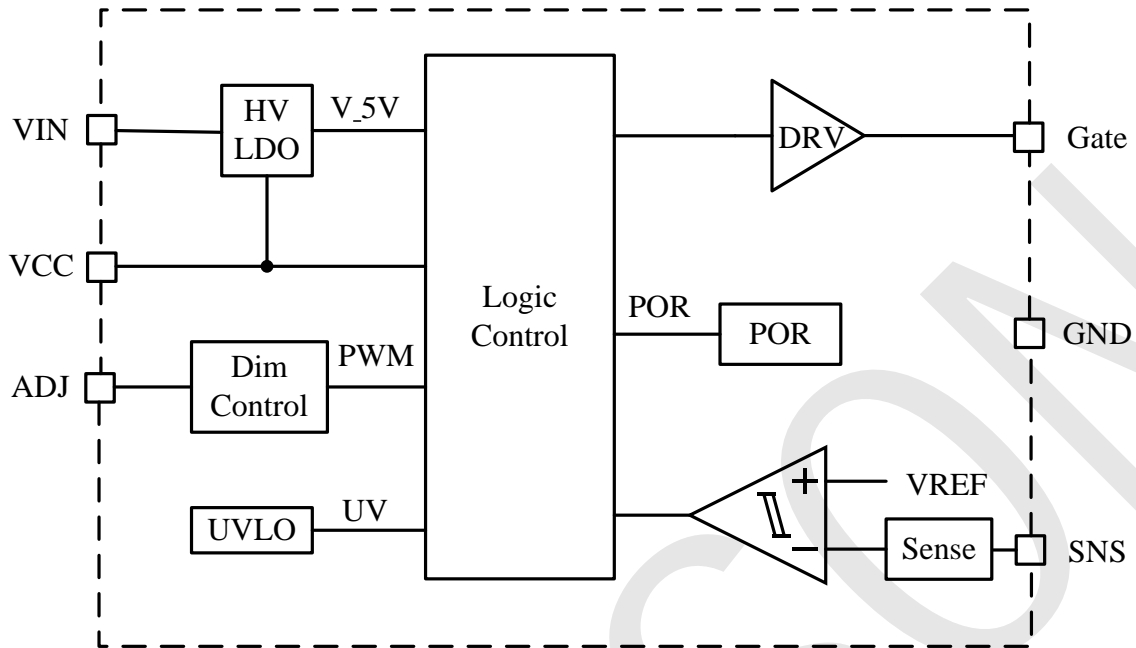 VIN
HV
LDO
V_5V
DRV
Gate
VCC
Logic
Control
POR
POR
GND
ADJ
Dim
Control
PWM
UVLO
UV
+
−
VREF
Sense
SNS